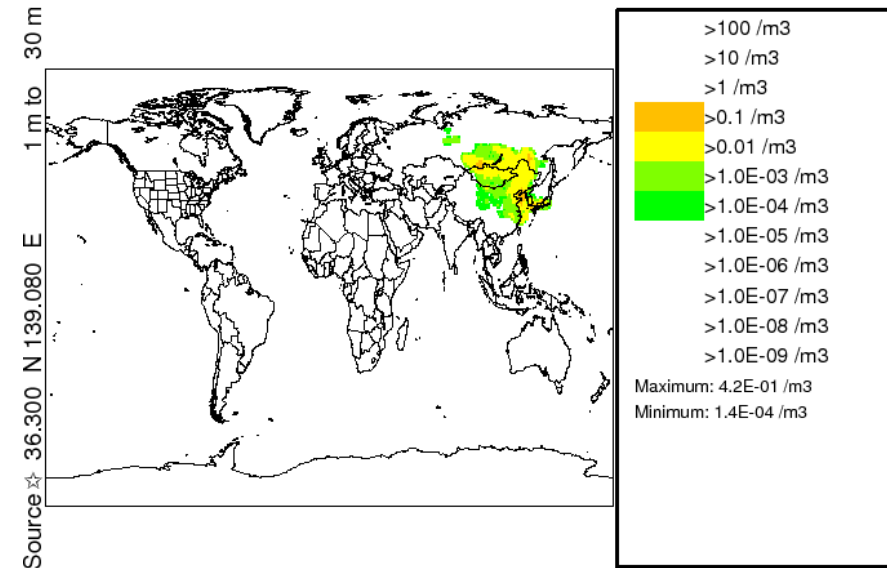 Source ☆ 36.300 N 139.080 E 1 m to 30 m
>100 /m3
>10 /m3
>1 /m3
>0.1 /m3
>0.01 /m3
>1.0E-03 /m3
>1.0E-04 /m3
>1.0E-05 /m3
>1.0E-06 /m3
>1.0E-07 /m3
>1.0E-08 /m3
>1.0E-09 /m3
Maximum: 4.2E-01 /m3
Minimum: 1.4E-04 /m3